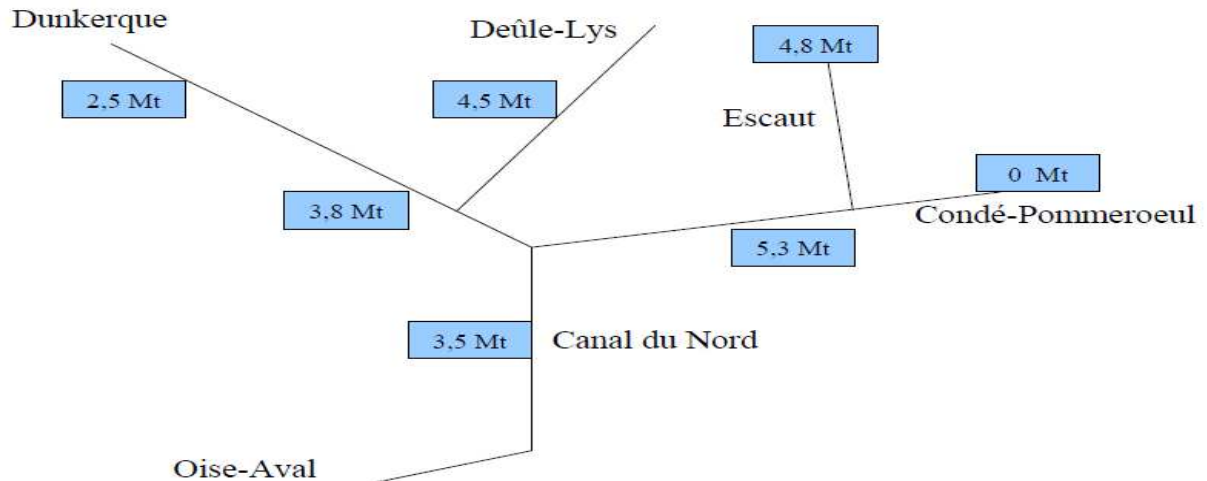 Dunkerque
Deûle-Lys
4,8 Mt
2,5 Mt
4,5 Mt
Escaut
0 Mt
3,8 Mt
Condé-Pommeroeul
5,3 Mt
3,5 Mt
Canal du Nord
Oise-Aval